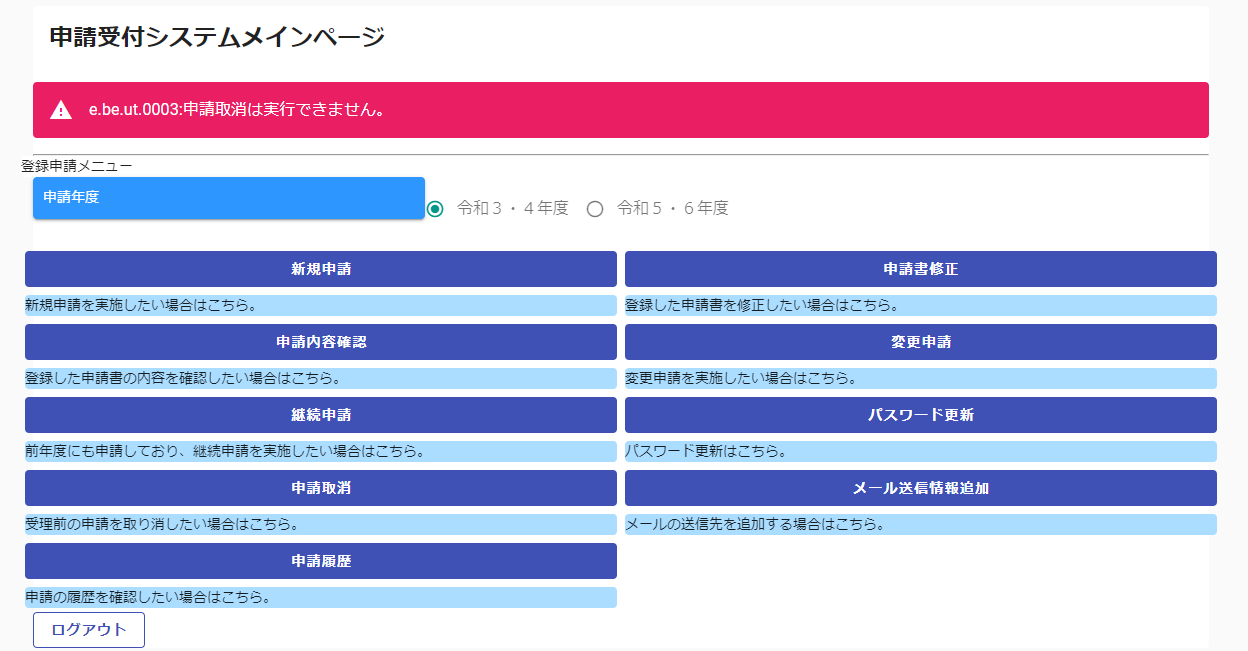 申請受付システムメインページ
e.be.ut.0003:申請取消は実行できません。
登録申請メニュー
申請年度
令和３・４年度 令和５・６年度
新規申請 申請書修正
新規申請を実施したい場合はこちら。 登録した申請書を修正したい場合はこちら。
申請内容確認 変更申請
登録した申請書の内容を確認したい場合はこちら。 変更申請を実施したい場合はこちら。
継続申請 パスワード更新
前年度にも申請しており、継続申請を実施したい場合はこちら。 パスワード更新はこちら。
申請取消 メール送信情報追加
受理前の申請を取り消したい場合はこちら。 メールの送信先を追加する場合はこちら。
申請履歴
申請の履歴を確認したい場合はこちら。
ログアウト